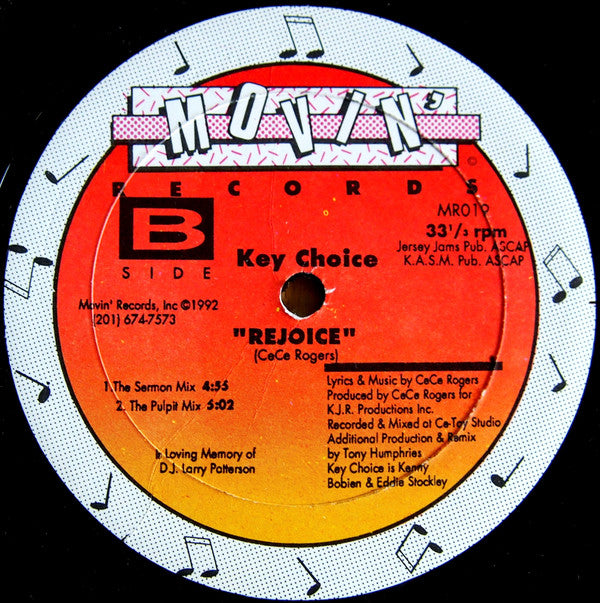 MOVIN'
RECORDS
©
B
SIDE
MR019
33 1/3 rpm
Jersey Jams Pub. ASCAP
K.A.S.M. Pub. ASCAP
Key Choice
Movin' Records, Inc ©1992
(201) 674-7573
"REJOICE"
(CeCe Rogers)
1 The Sermon Mix 4:55
2. The Pulpit Mix 5:02
In Loving Memory of
D.J. Larry Patterson
Lyrics & Music by CeCe Rogers
Produced by CeCe Rogers for
K.J.R. Productions Inc.
Recorded & Mixed at Ce-Toy Studio
Additional Production & Remix
by Tony Humphries
Key Choice is Kenny
Bobien & Eddie Stockley